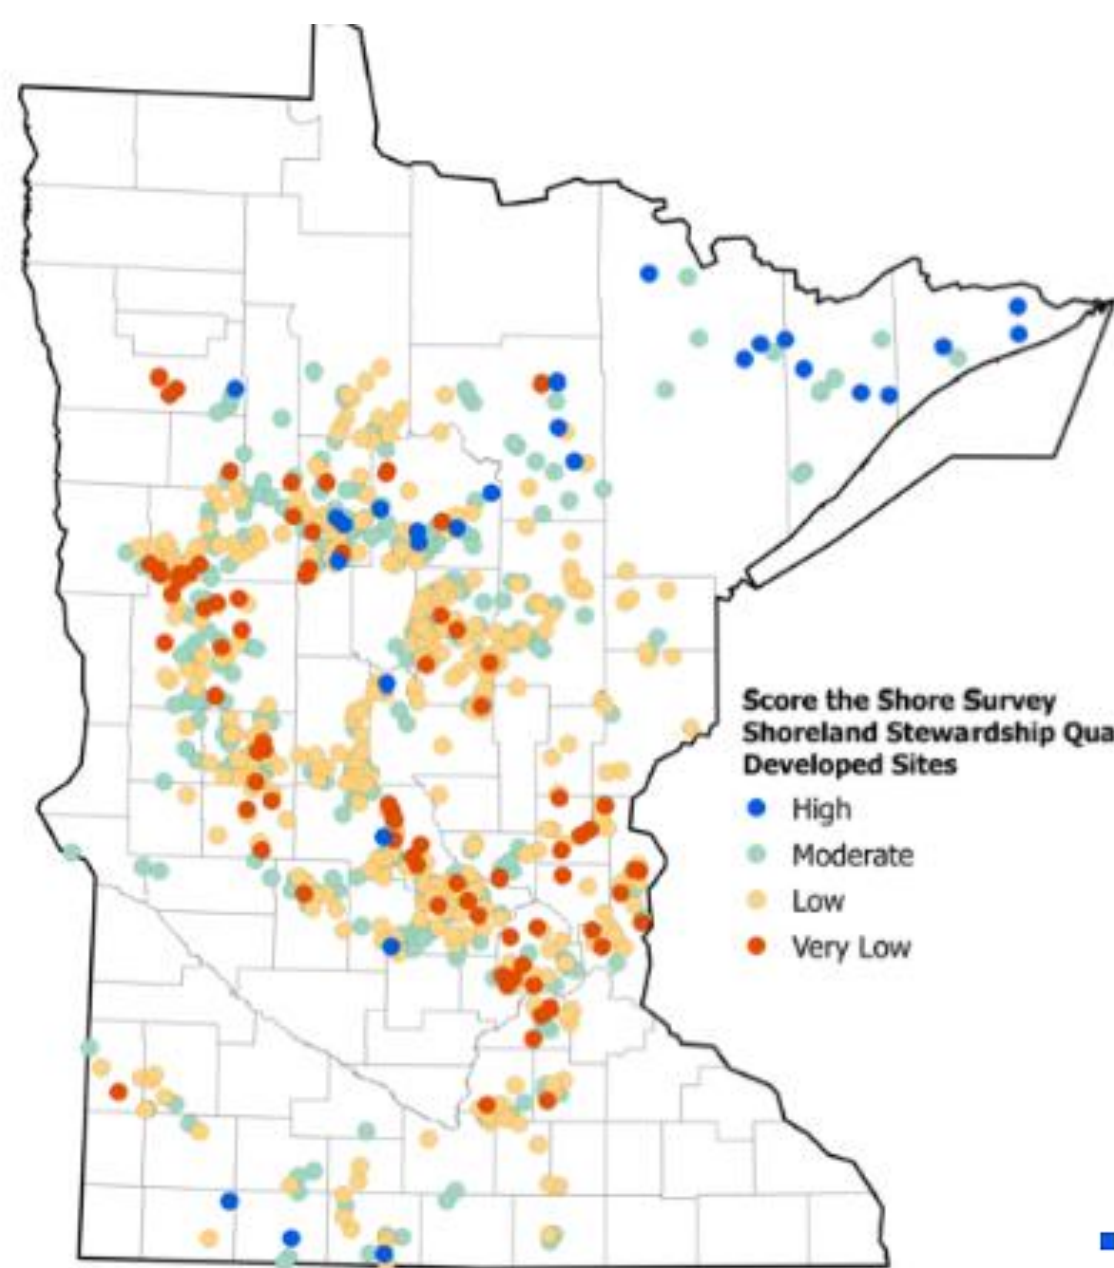 Score the Shore Survey
Shoreland Stewardship Qua
Developed Sites
High
Moderate
Low
Very Low